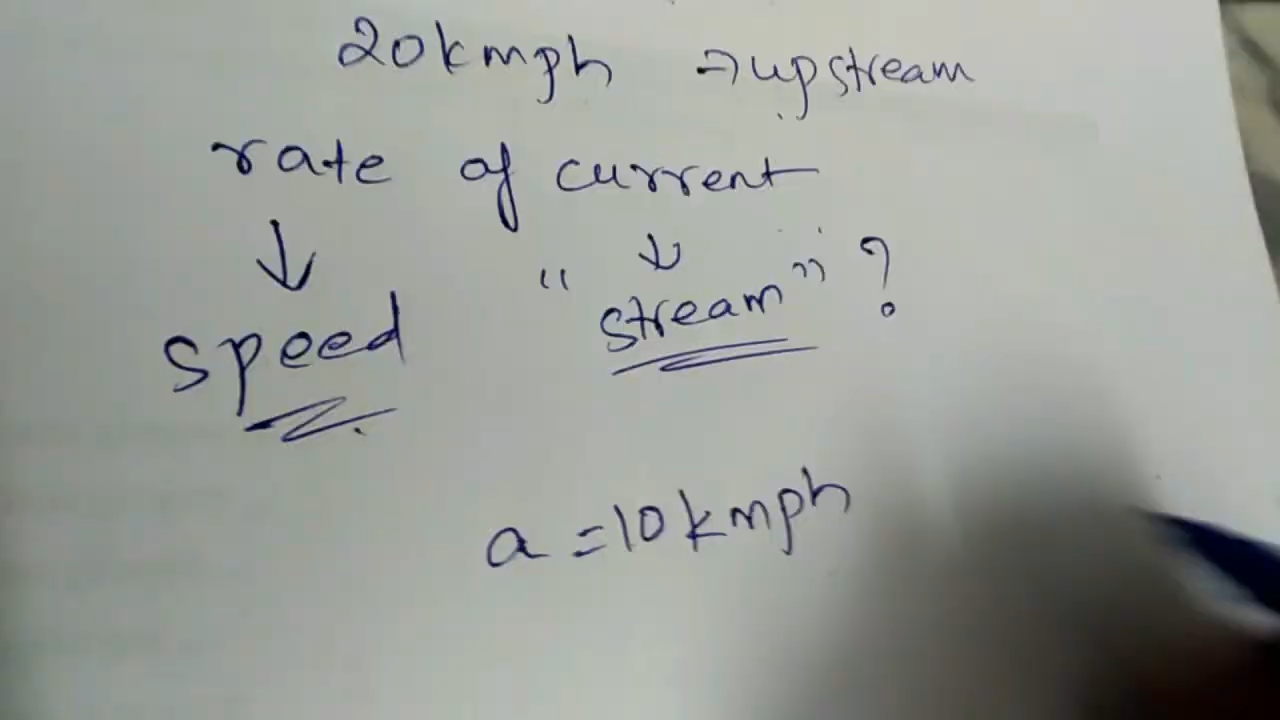 20kmph ⇒upstream
rate of current
↓ ↓
speed "stream" ?
a = 10kmph